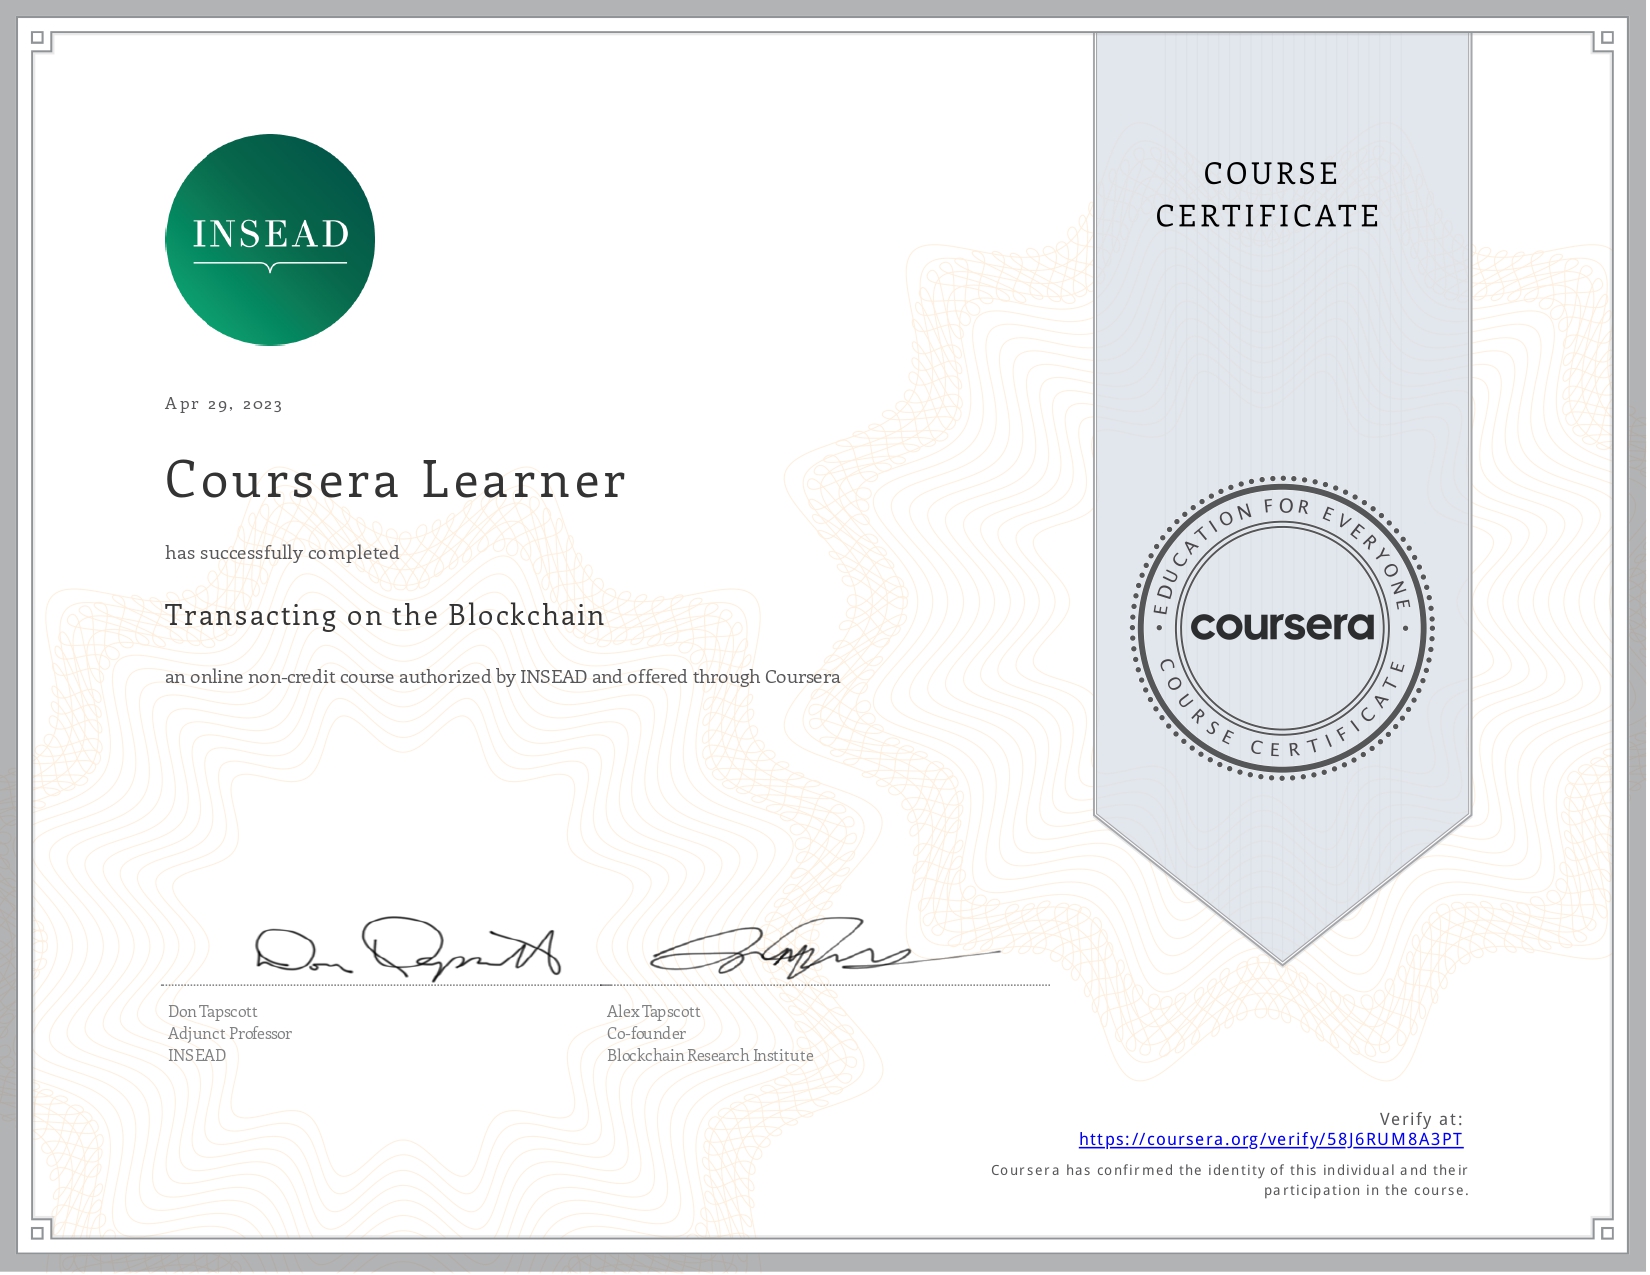 INSEAD
COURSE
CERTIFICATE
Apr 29, 2023
Coursera Learner
has successfully completed
Transacting on the Blockchain
an online non-credit course authorized by INSEAD and offered through Coursera
EDUCATION FOR EVERYONE
coursera
COURSE CERTIFICATE
Don Tapscott
Adjunct Professor
INSEAD
Alex Tapscott
Co-founder
Blockchain Research Institute
Verify at:
https://coursera.org/verify/58J6RUM8A3PT
Coursera has confirmed the identity of this individual and their
participation in the course.